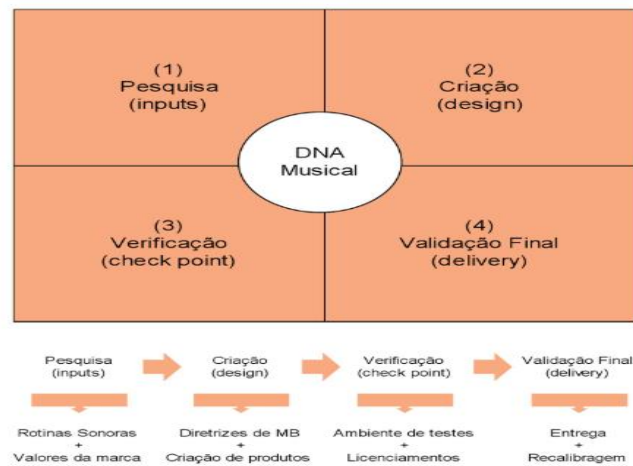 (1)
Pesquisa
(inputs)
(2)
Criação
(design)
DNA
Musical
(3)
Verificação
(check point)
(4)
Validação Final
(delivery)
Pesquisa
(inputs)
Criação
(design)
Verificação
(check point)
Validação Final
(delivery)
Rotinas Sonoras
+
Valores da marca
Diretrizes de MB
+
Criação de produtos
Ambiente de testes
+
Licenciamentos
Entrega
+
Recalibragem